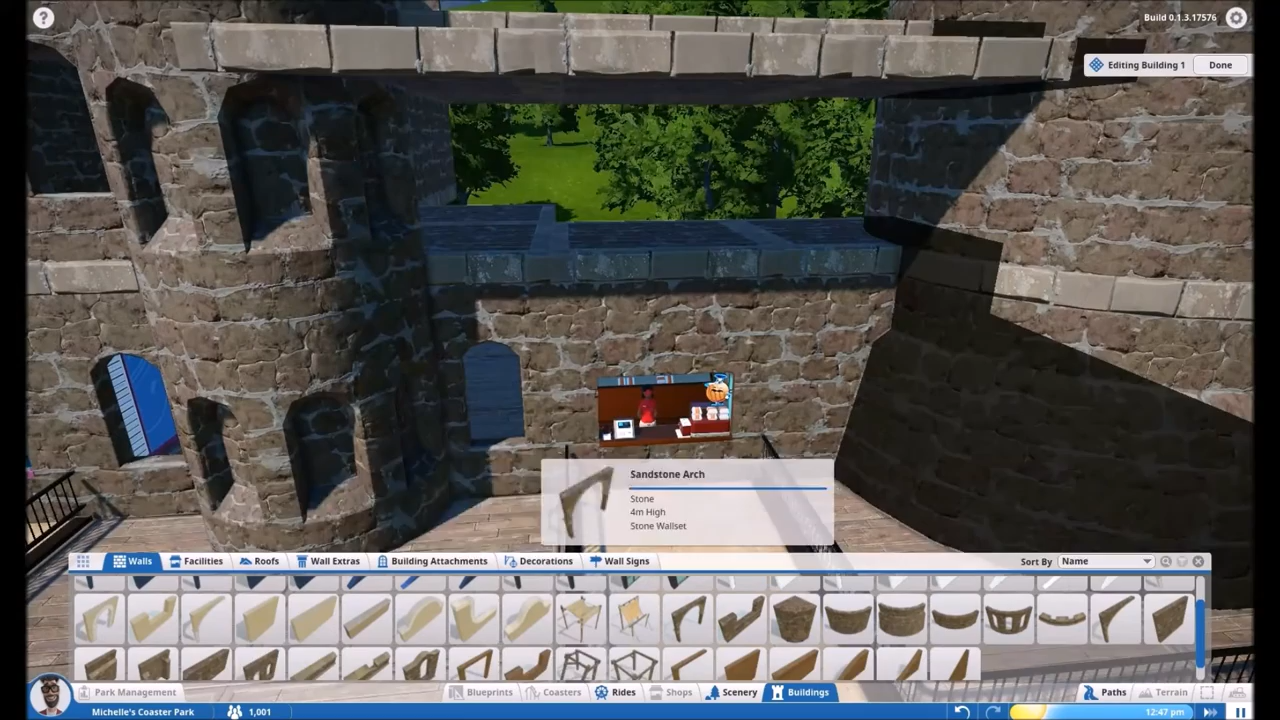 ?
Build 0.1.3.17576
Editing Building 1
Done
Sandstone Arch
Stone
4m High
Stone Wallset
Walls
Facilities
Roofs
Wall Extras
Building Attachments
Decorations
Wall Signs
Sort By
Name
Park Management
Blueprints
Coasters
Rides
Shops
Scenery
Buildings
Paths
Terrain
Michelle's Coaster Park
1,001
12:47 pm